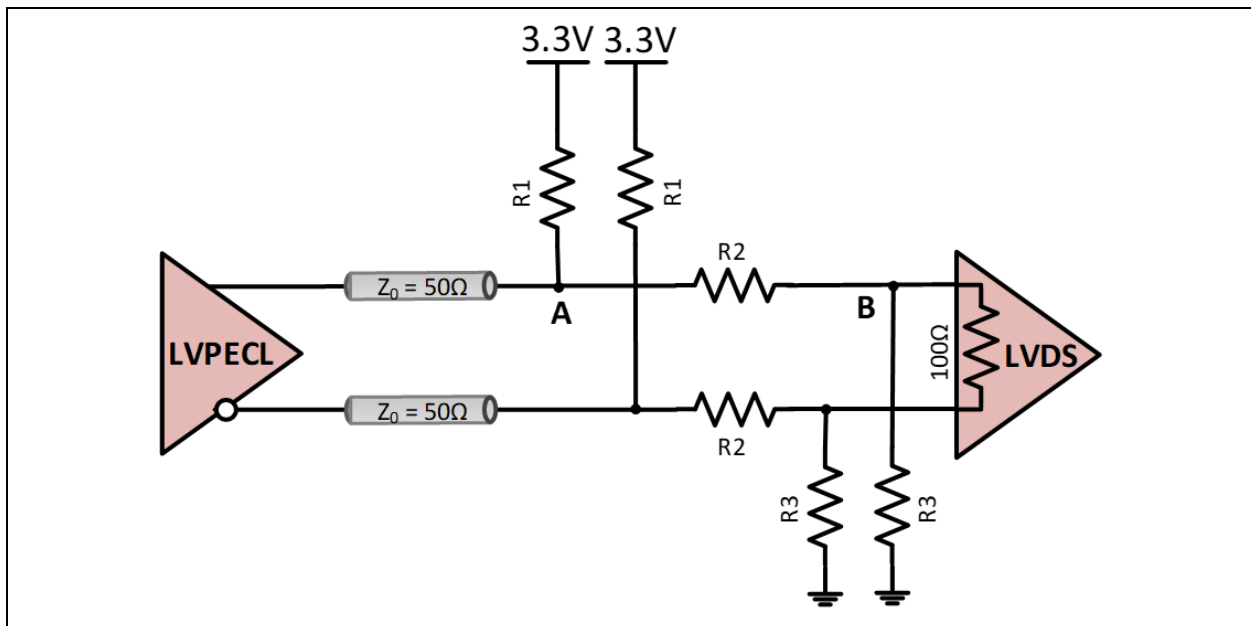 3.3V 3.3V
R1
R1
R2
Z₀ = 50Ω
A
B
LVPECL
100Ω
LVDS
Z₀ = 50Ω
R2
R3
R3